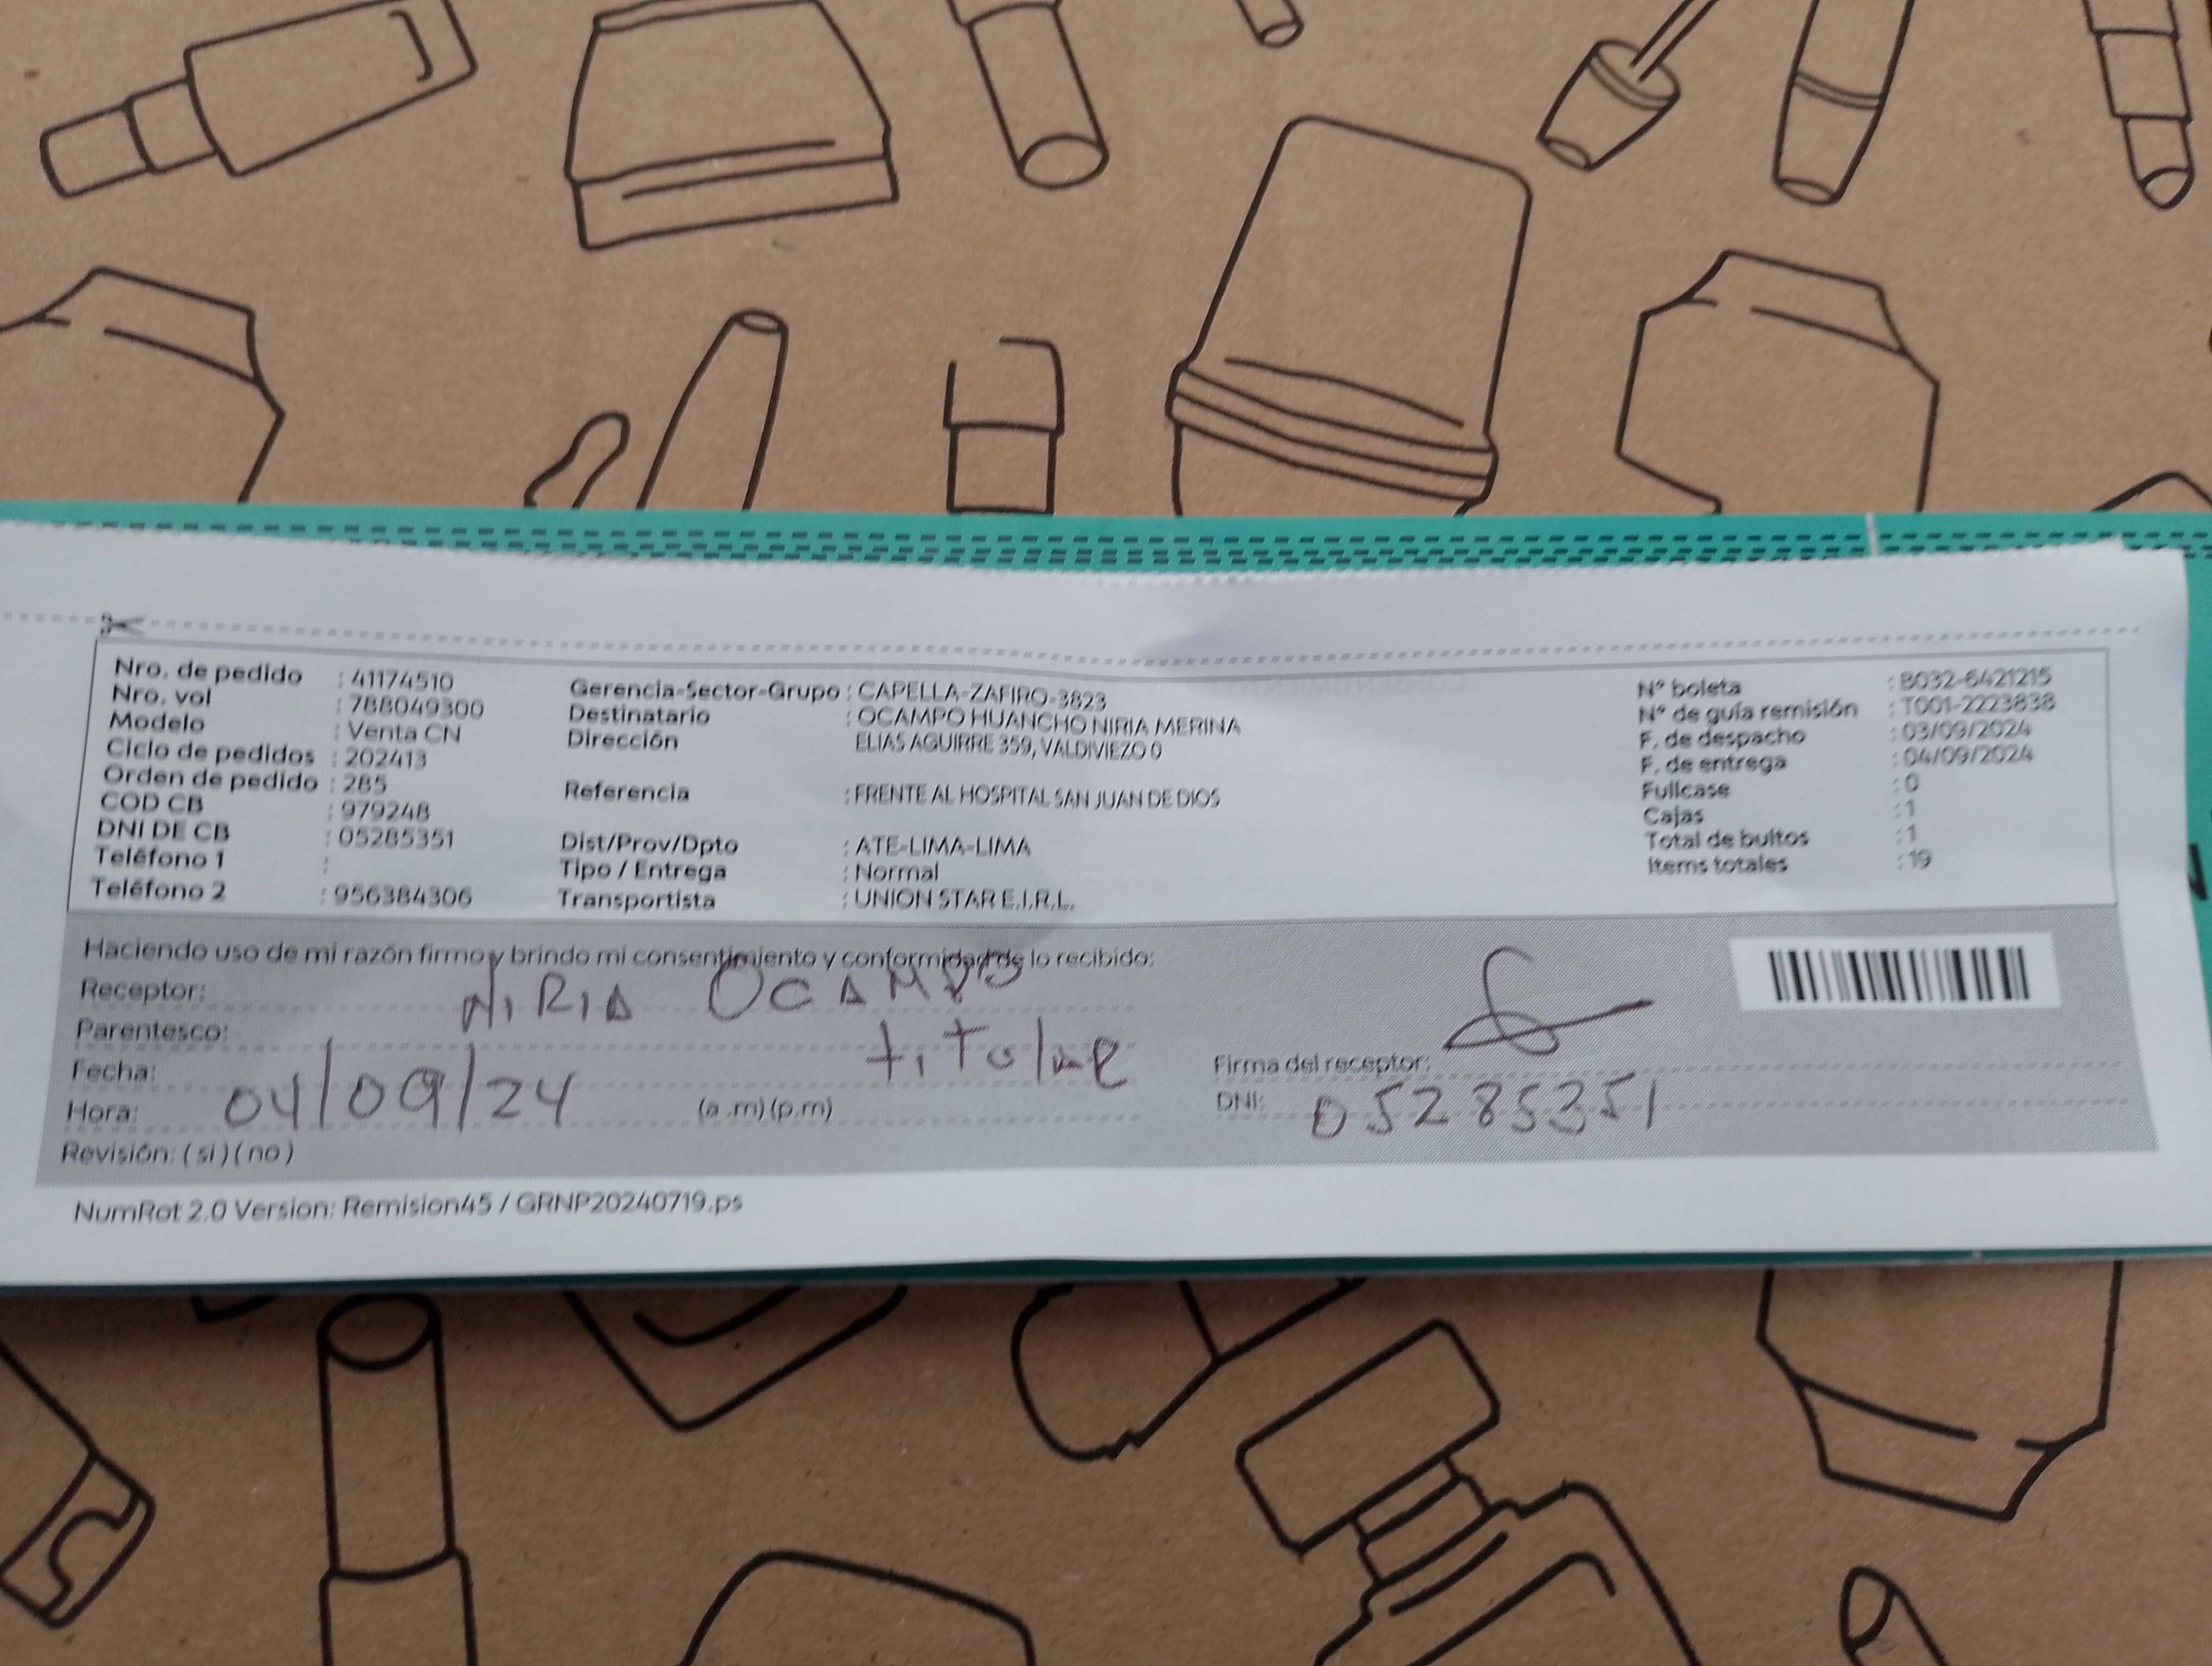 Nro. de pedido : 41174510
Nro. vol : 788049300
Modelo : Venta CN
Ciclo de pedidos : 202413
Orden de pedido : 285
COD CB : 979248
DNI DE CB : 05285351
Teléfono 1 :
Teléfono 2 : 956384306
Gerencia-Sector-Grupo : CAPELLA-ZAFIRO-3823
Destinatario : OCAMPO HUANCHO NIRIA MERINA
Dirección ELIAS AGUIRRE 359, VALDIVIEZO 0
Referencia : FRENTE AL HOSPITAL SAN JUAN DE DIOS
Dist/Prov/Dpto : ATE-LIMA-LIMA
Tipo / Entrega : Normal
Transportista : UNION STAR E.I.R.L.
N° boleta : B032-6421215
N° de guía remisión : T001-2223838
F. de despacho : 03/09/2024
F. de entrega : 04/09/2024
Fullcase : 0
Cajas : 1
Total de bultos : 1
Items totales : 19
Haciendo uso de mi razón firmo y brindo mi consentimiento y conformidad de lo recibido:
Receptor: NIRIA OCAMPO
Parentesco: titular
Fecha: 04/09/24
Hora: (a .m) (p.m)
Revisión: ( si ) ( no )
Firma del receptor:
DNI: 05285351
NumRot 2.0 Version: Remision45 / GRNP20240719.ps